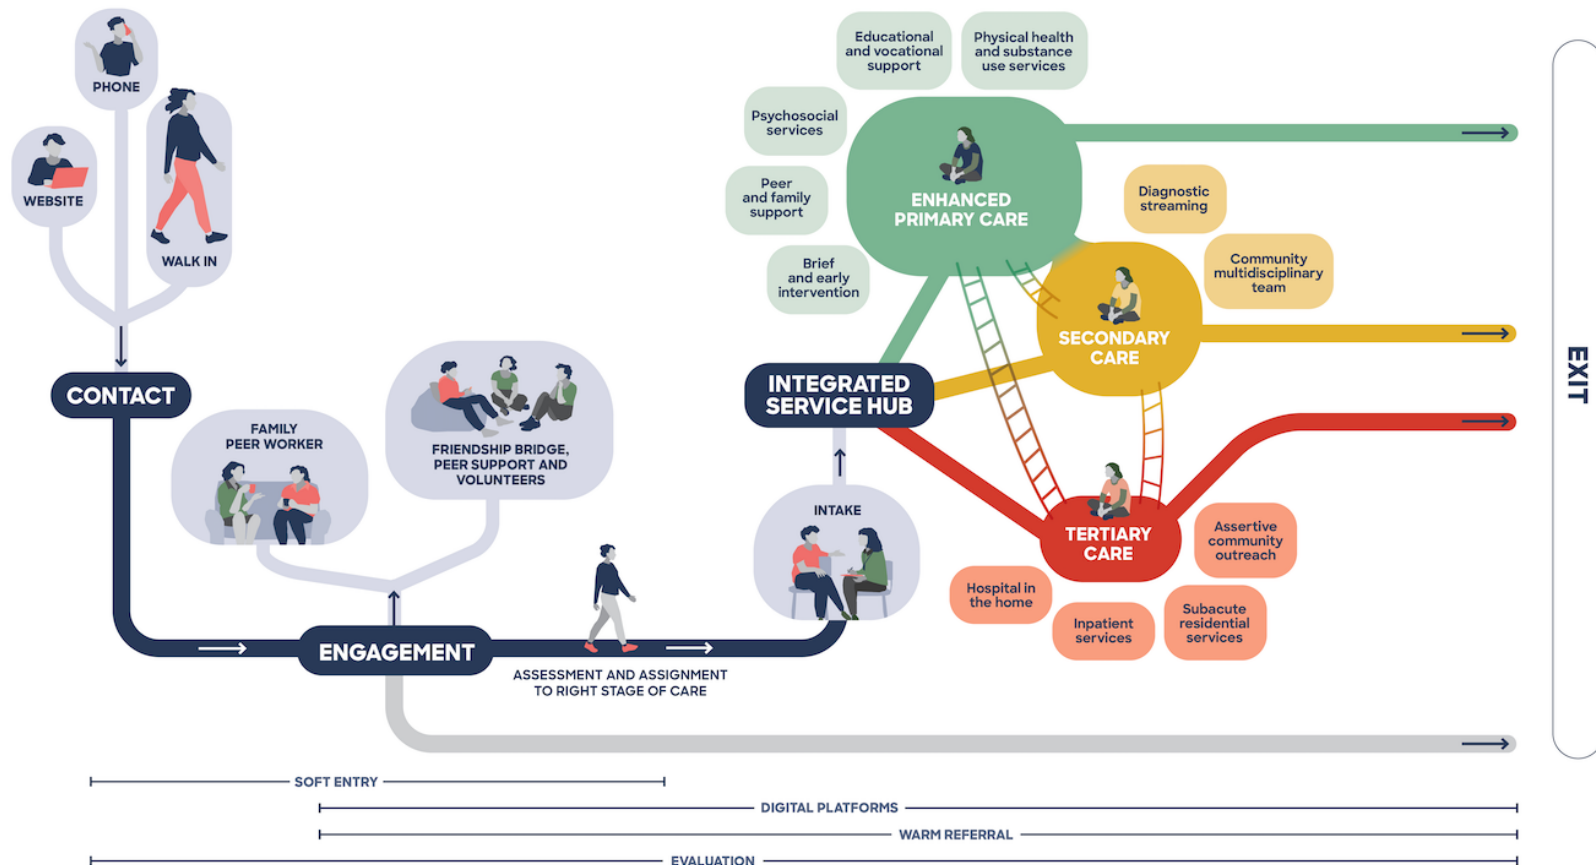 PHONE
WEBSITE
WALK IN
CONTACT
FAMILY
PEER WORKER
FRIENDSHIP BRIDGE,
PEER SUPPORT AND
VOLUNTEERS
ENGAGEMENT
ASSESSMENT AND ASSIGNMENT
TO RIGHT STAGE OF CARE
INTAKE
INTEGRATED
SERVICE HUB
Educational
and vocational
support
Physical health
and substance
use services
Psychosocial
services
Peer
and family
support
Brief
and early
intervention
ENHANCED
PRIMARY CARE
Diagnostic
streaming
Community
multidisciplinary
team
SECONDARY
CARE
TERTIARY
CARE
Assertive
community
outreach
Hospital in
the home
Inpatient
services
Subacute
residential
services
EXIT
SOFT ENTRY
DIGITAL PLATFORMS
WARM REFERRAL
EVALUATION